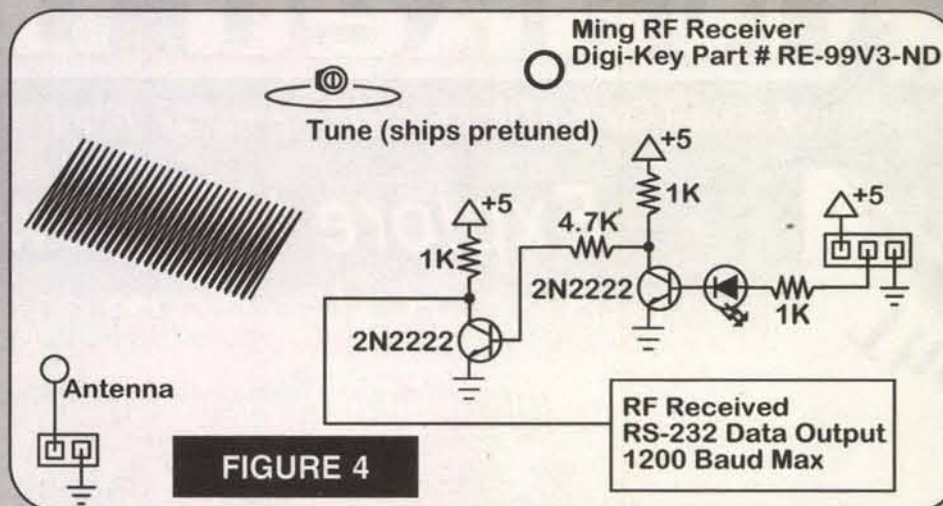 Ming RF Receiver
Digi-Key Part # RE-99V3-ND
Tune (ships pretuned)
+5
1K
+5
1K
4.7K
+5
2N2222
1K
2N2222
Antenna
RF Received
RS-232 Data Output
1200 Baud Max
FIGURE 4